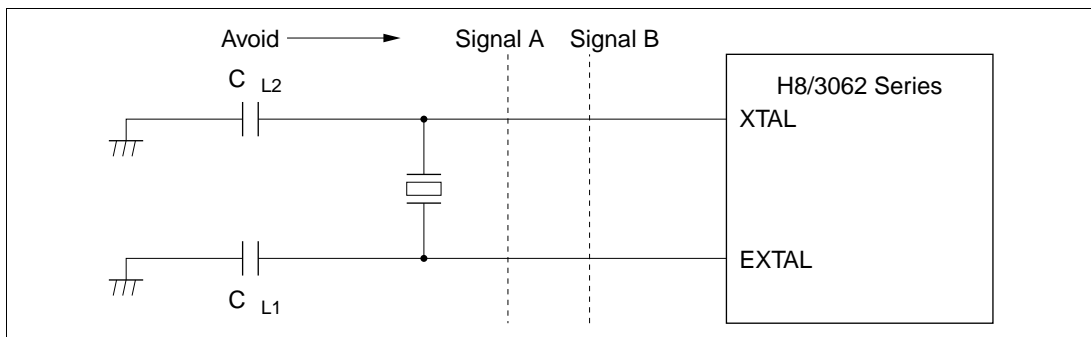 Avoid Signal A Signal B
C L2
H8/3062 Series
XTAL
EXTAL
C L1